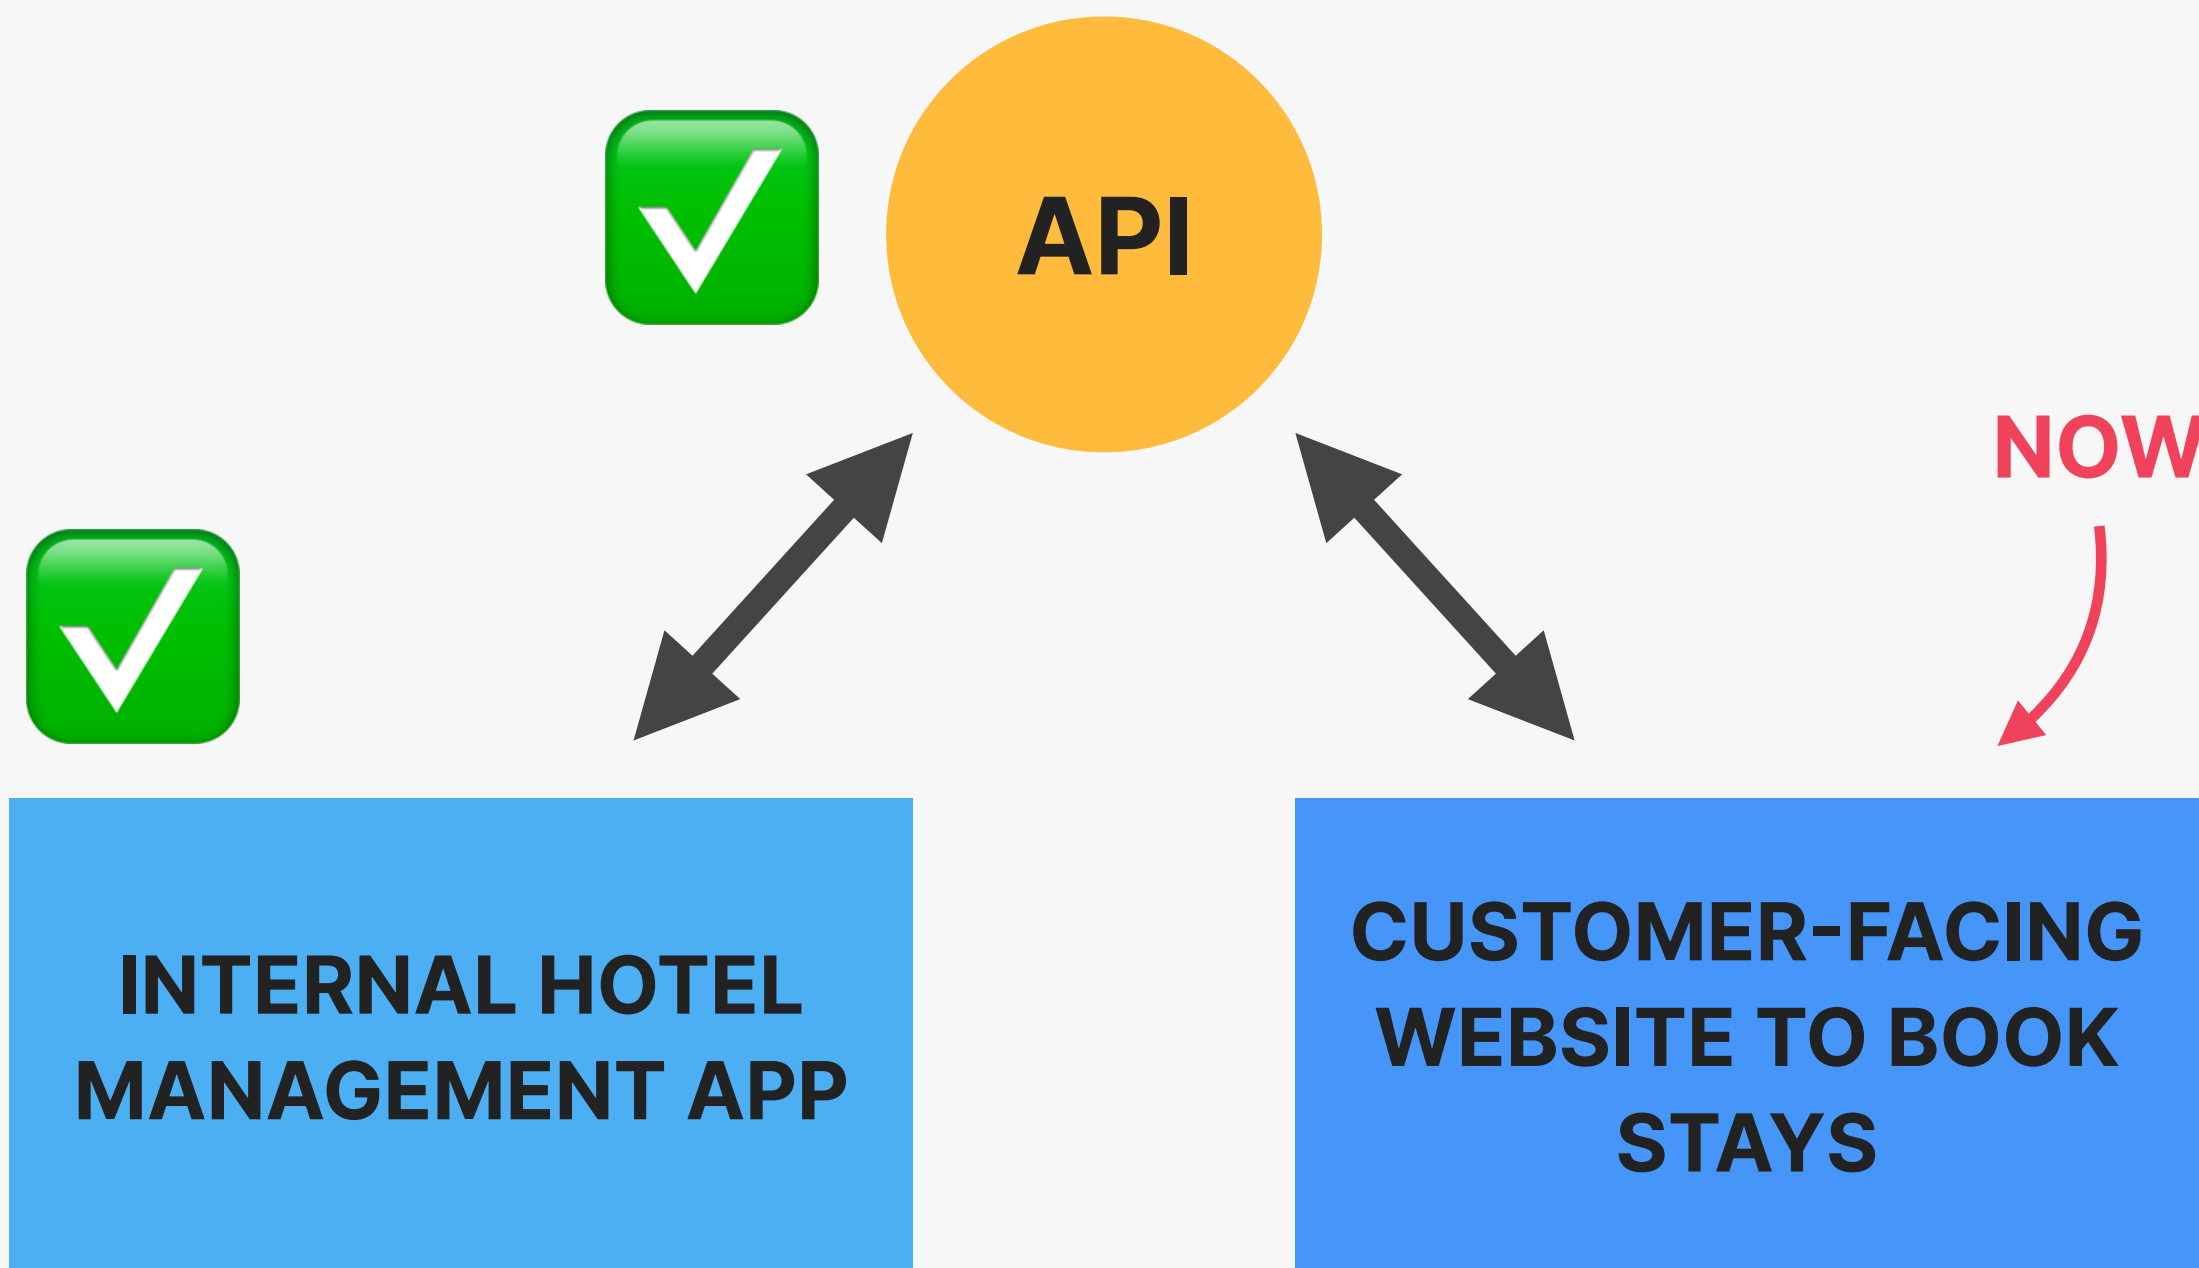 API
NOW
INTERNAL HOTEL
MANAGEMENT APP
CUSTOMER-FACING
WEBSITE TO BOOK
STAYS